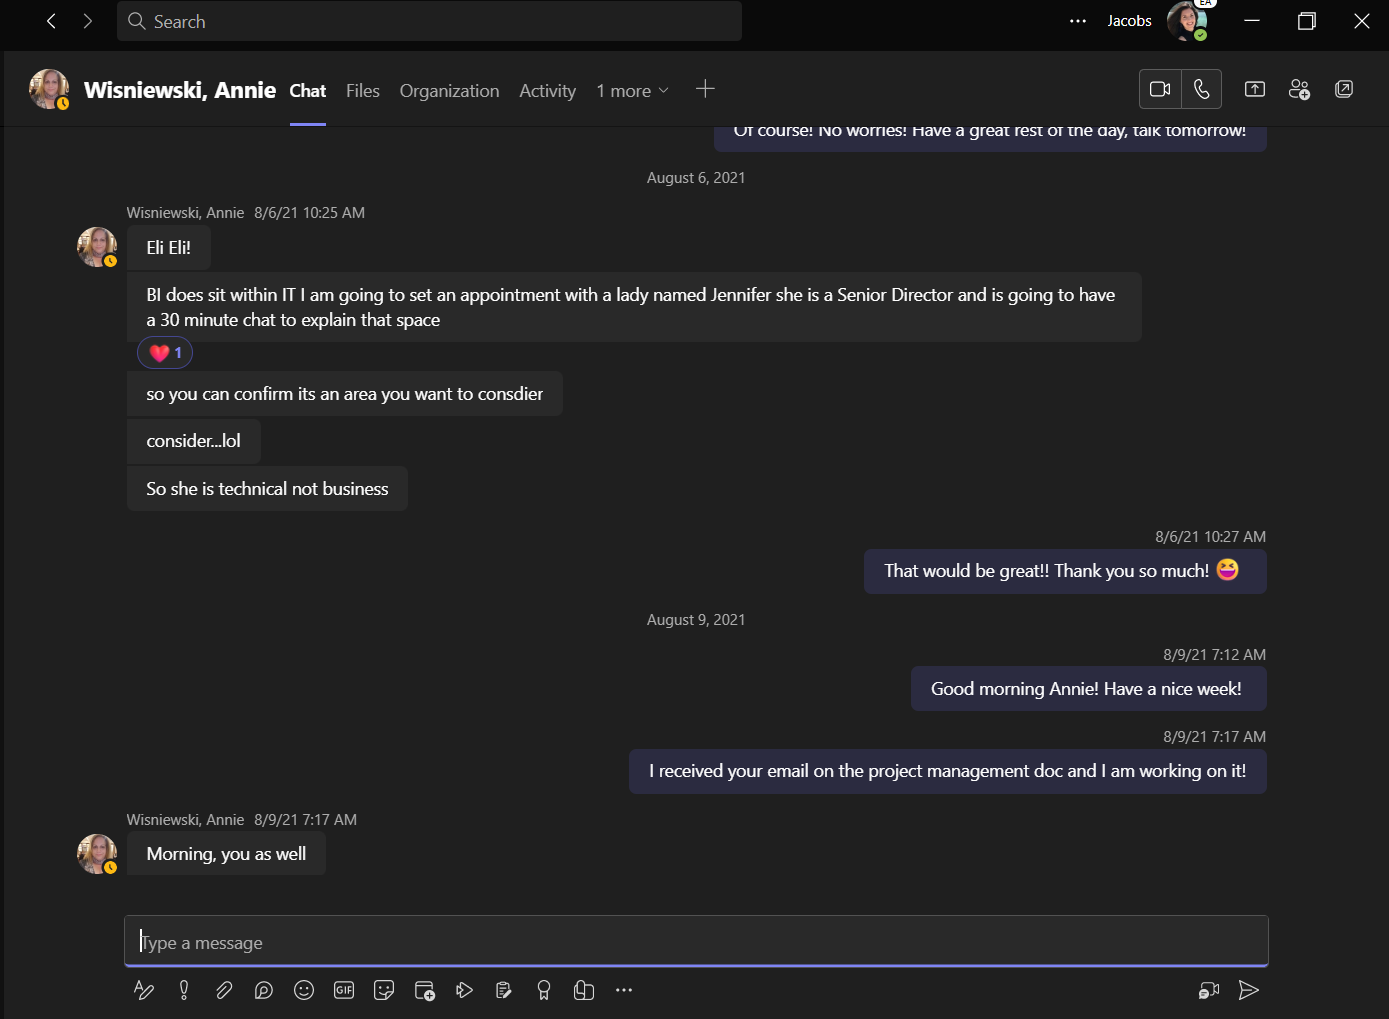 Search
Jacobs
EA
Wisniewski, Annie
Chat
Files
Organization
Activity
1 more
Of course! No worries! Have a great rest of the day, talk tomorrow!
August 6, 2021
Wisniewski, Annie 8/6/21 10:25 AM
Eli Eli!
BI does sit within IT I am going to set an appointment with a lady named Jennifer she is a Senior Director and is going to have
a 30 minute chat to explain that space
1
so you can confirm its an area you want to consdier
consider...lol
So she is technical not business
8/6/21 10:27 AM
That would be great!! Thank you so much! 😆
August 9, 2021
8/9/21 7:12 AM
Good morning Annie! Have a nice week!
8/9/21 7:17 AM
I received your email on the project management doc and I am working on it!
Wisniewski, Annie 8/9/21 7:17 AM
Morning, you as well
Type a message
GIF